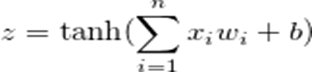 z = tanh(∑_{i=1}^{n} x_i w_i + b)